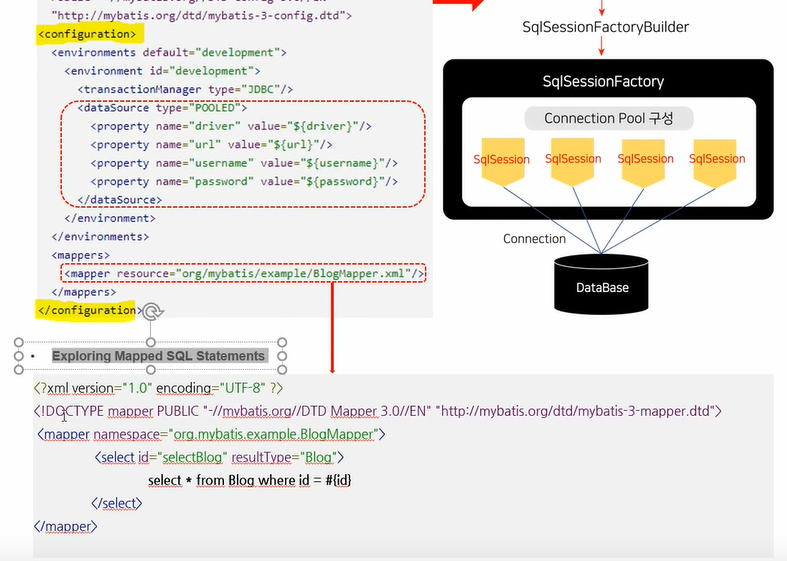 "http://mybatis.org/dtd/mybatis-3-config.dtd">
<configuration>
<environments default="development">
<environment id="development">
<transactionManager type="JDBC"/>
<dataSource type="POOLED">
<property name="driver" value="${driver}"/>
<property name="url" value="${url}"/>
<property name="username" value="${username}"/>
<property name="password" value="${password}"/>
</dataSource>
</environment>
</environments>
<mappers>
<mapper resource="org/mybatis/example/BlogMapper.xml"/>
</mappers>
</configuration>
SqlSessionFactoryBuilder
SqlSessionFactory
Connection Pool 구성
SqlSession SqlSession SqlSession SqlSession
Connection
DataBase
• Exploring Mapped SQL Statements
<?xml version="1.0" encoding="UTF-8" ?>
<!DOCTYPE mapper PUBLIC "-//mybatis.org//DTD Mapper 3.0//EN" "http://mybatis.org/dtd/mybatis-3-mapper.dtd">
<mapper namespace="org.mybatis.example.BlogMapper">
<select id="selectBlog" resultType="Blog">
select * from Blog where id = #{id}
</select>
</mapper>